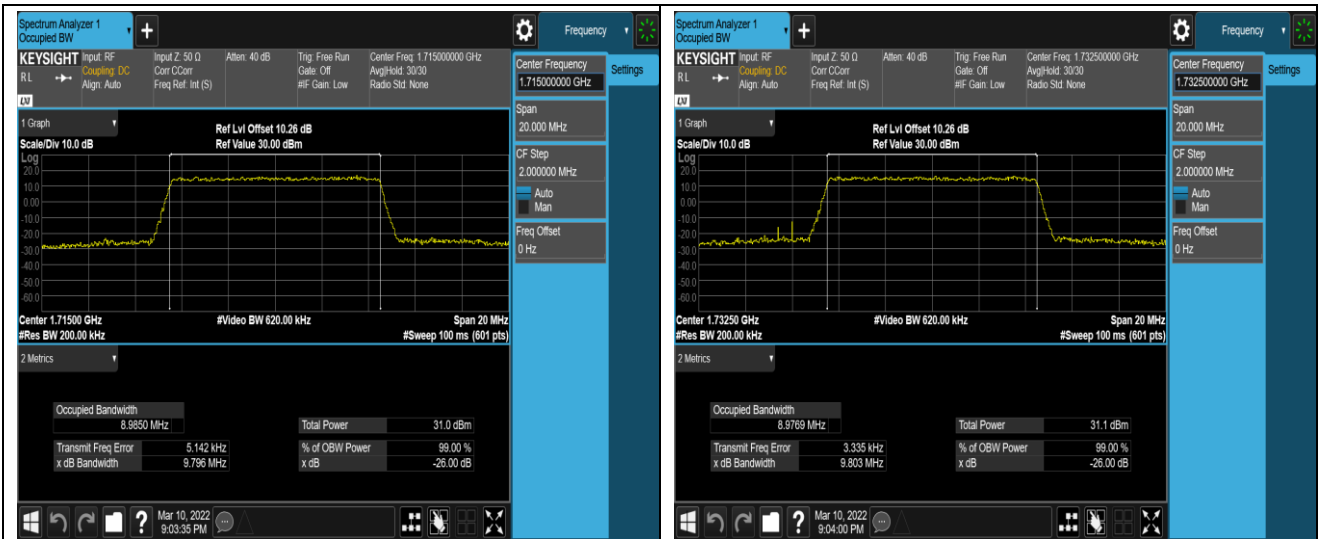 Spectrum Analyzer 1
Occupied BW
+
Frequency
KEYSIGHT
Input: RF
Input Z: 50 Ω
Atten: 40 dB
Trig: Free Run
Center Freq: 1.715000000 GHz
R L
Coupling: DC
Corr CCorr
Gate: Off
Avg|Hold: 30/30
Align: Auto
Freq Ref: Int (S)
#IF Gain: Low
Radio Std: None
LXI
Center Frequency
1.715000000 GHz
Settings
Span
20.000 MHz
CF Step
2.000000 MHz
Auto
Man
Freq Offset
0 Hz
1 Graph
Ref Lvl Offset 10.26 dB
Scale/Div 10.0 dB
Ref Value 30.00 dBm
Log
20.0
10.0
0.00
-10.0
-20.0
-30.0
-40.0
-50.0
-60.0
Center 1.71500 GHz
#Video BW 620.00 kHz
Span 20 MHz
#Res BW 200.00 kHz
#Sweep 100 ms (601 pts)
2 Metrics
Occupied Bandwidth
8.9850 MHz
Total Power 31.0 dBm
Transmit Freq Error 5.142 kHz
% of OBW Power 99.00 %
x dB Bandwidth 9.796 MHz
x dB -26.00 dB
?
Mar 10, 2022
9:03:35 PM
Spectrum Analyzer 1
Occupied BW
+
Frequency
KEYSIGHT
Input: RF
Input Z: 50 Ω
Atten: 40 dB
Trig: Free Run
Center Freq: 1.732500000 GHz
R L
Coupling: DC
Corr CCorr
Gate: Off
Avg|Hold: 30/30
Align: Auto
Freq Ref: Int (S)
#IF Gain: Low
Radio Std: None
LXI
Center Frequency
1.732500000 GHz
Settings
Span
20.000 MHz
CF Step
2.000000 MHz
Auto
Man
Freq Offset
0 Hz
1 Graph
Ref Lvl Offset 10.26 dB
Scale/Div 10.0 dB
Ref Value 30.00 dBm
Log
20.0
10.0
0.00
-10.0
-20.0
-30.0
-40.0
-50.0
-60.0
Center 1.73250 GHz
#Video BW 620.00 kHz
Span 20 MHz
#Res BW 200.00 kHz
#Sweep 100 ms (601 pts)
2 Metrics
Occupied Bandwidth
8.9769 MHz
Total Power 31.1 dBm
Transmit Freq Error 3.335 kHz
% of OBW Power 99.00 %
x dB Bandwidth 9.803 MHz
x dB -26.00 dB
?
Mar 10, 2022
9:04:00 PM